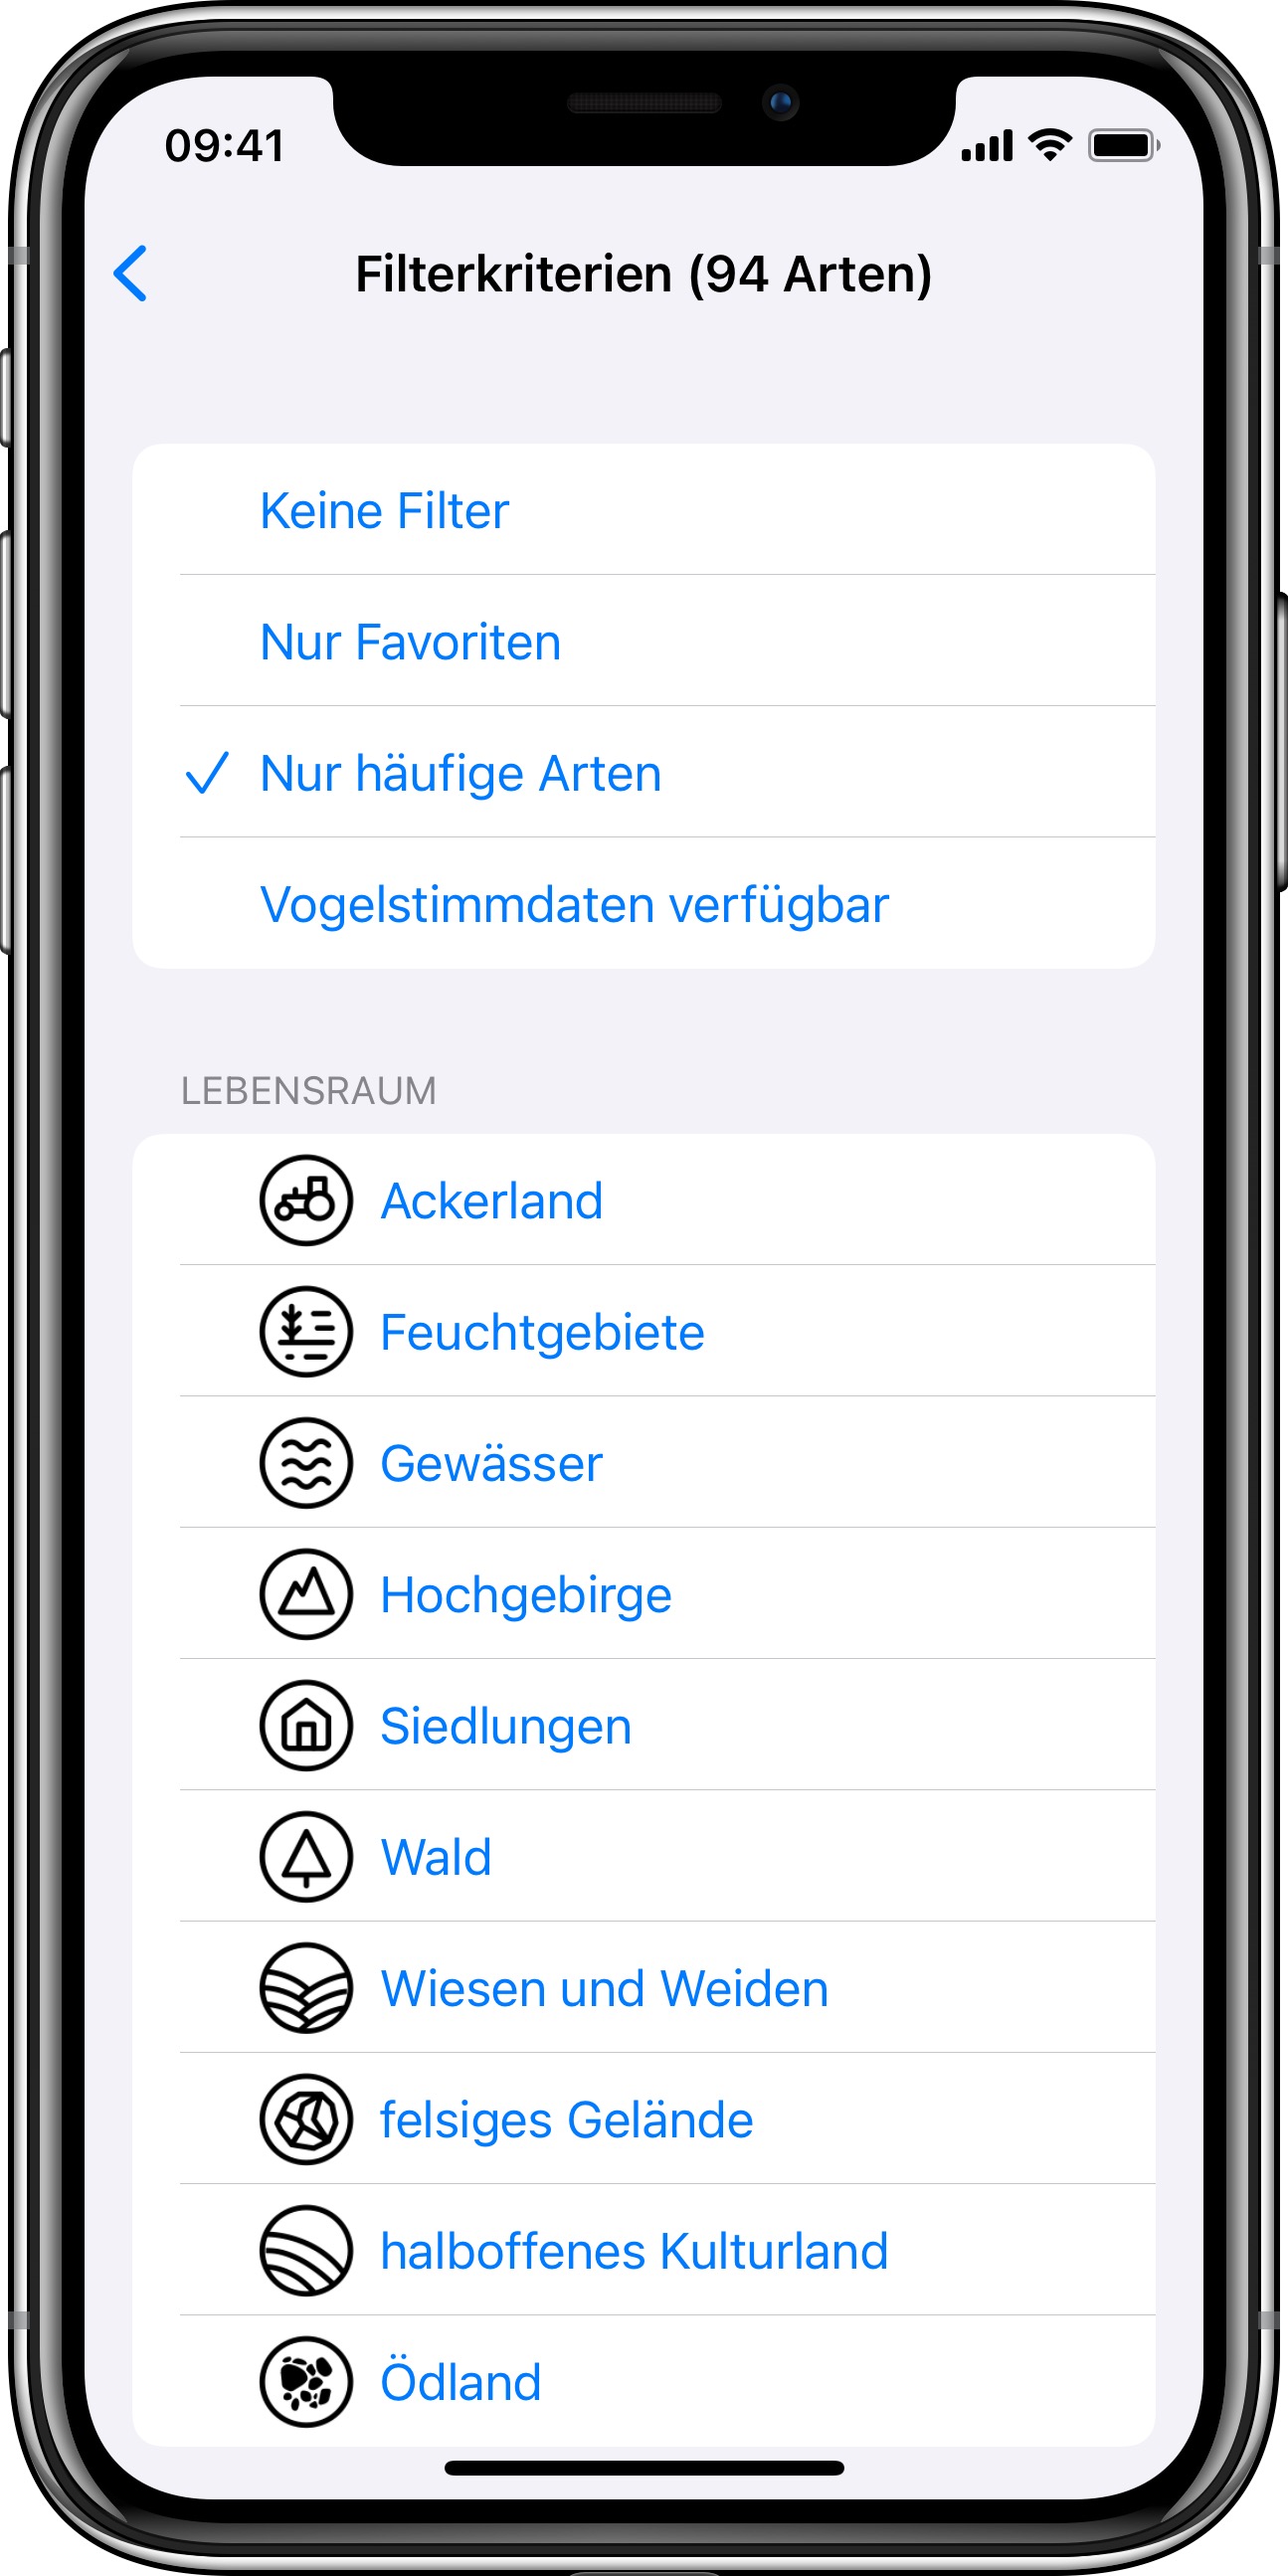 09:41
Filterkriterien (94 Arten)
Keine Filter
Nur Favoriten
Nur häufige Arten
Vogelstimmdaten verfügbar
LEBENSRAUM
Ackerland
Feuchtgebiete
Gewässer
Hochgebirge
Siedlungen
Wald
Wiesen und Weiden
felsiges Gelände
halboffenes Kulturland
Ödland